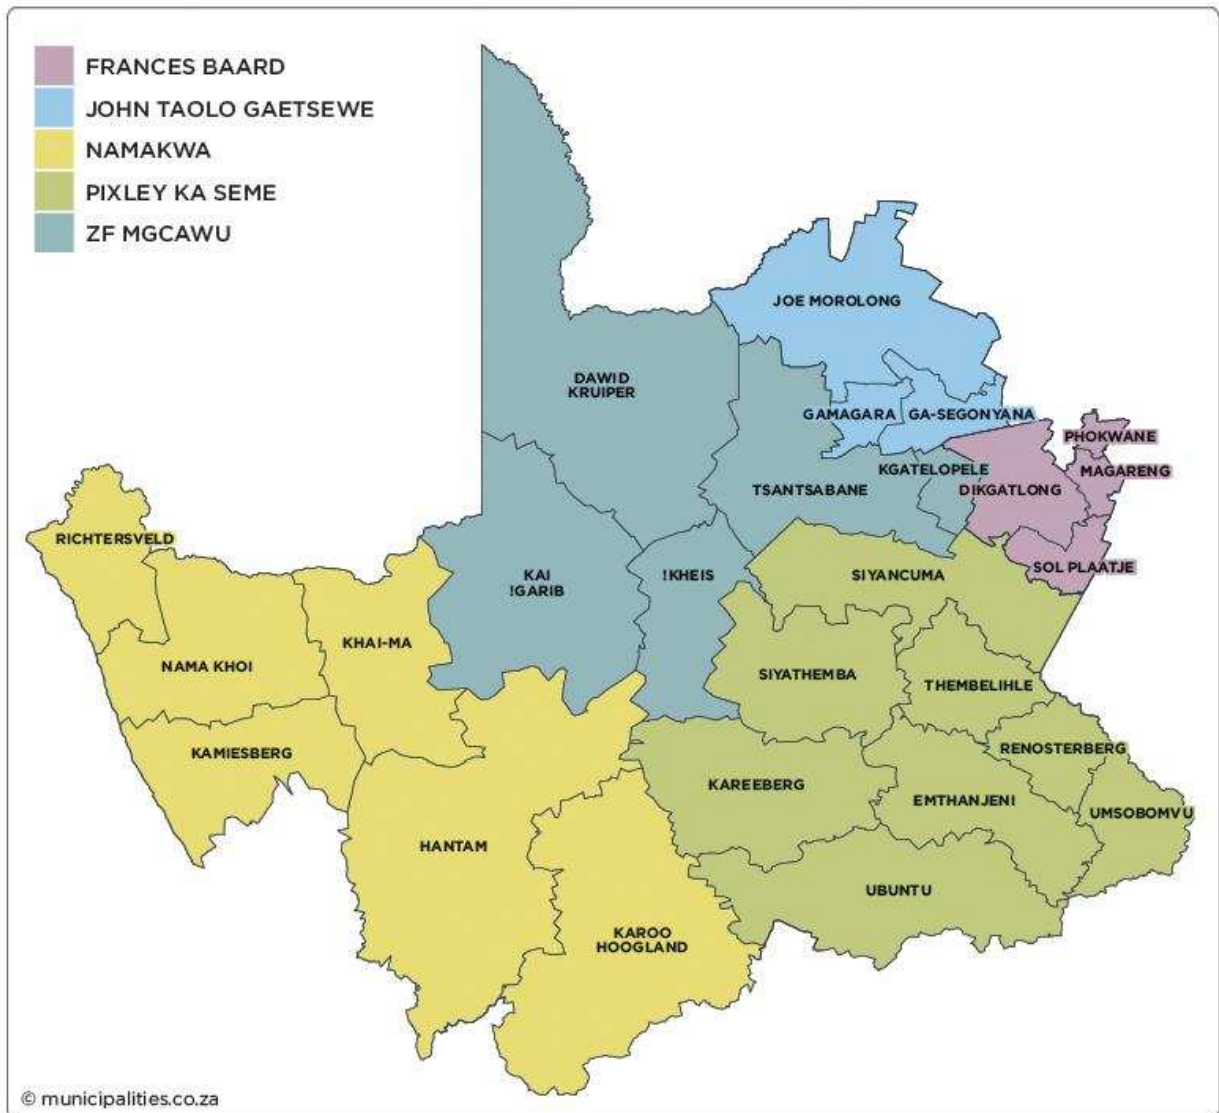 FRANCES BAARD
JOHN TAOLO GAETSEWE
NAMAKWA
PIXLEY KA SEME
ZF MGCAWU
JOE MOROLONG
DAWID
KRUIPER
GAMAGARA
GA-SEGONYANA
PHOKWANE
KGATELOPELE
MAGARENG
TSANTSABANE
DIKGATLONG
RICHTERSVELD
SOL PLAATJE
KAI
!GARIB
!KHEIS
SIYANCUMA
KHAI-MA
NAMA KHOI
SIYATHEMBA
THEMBELIHLE
KAMIESBERG
RENOSTERBERG
KAREEBERG
EMTHANJENI
UMSOBOMVU
HANTAM
UBUNTU
KAROO
HOOGLAND
© municipalities.co.za